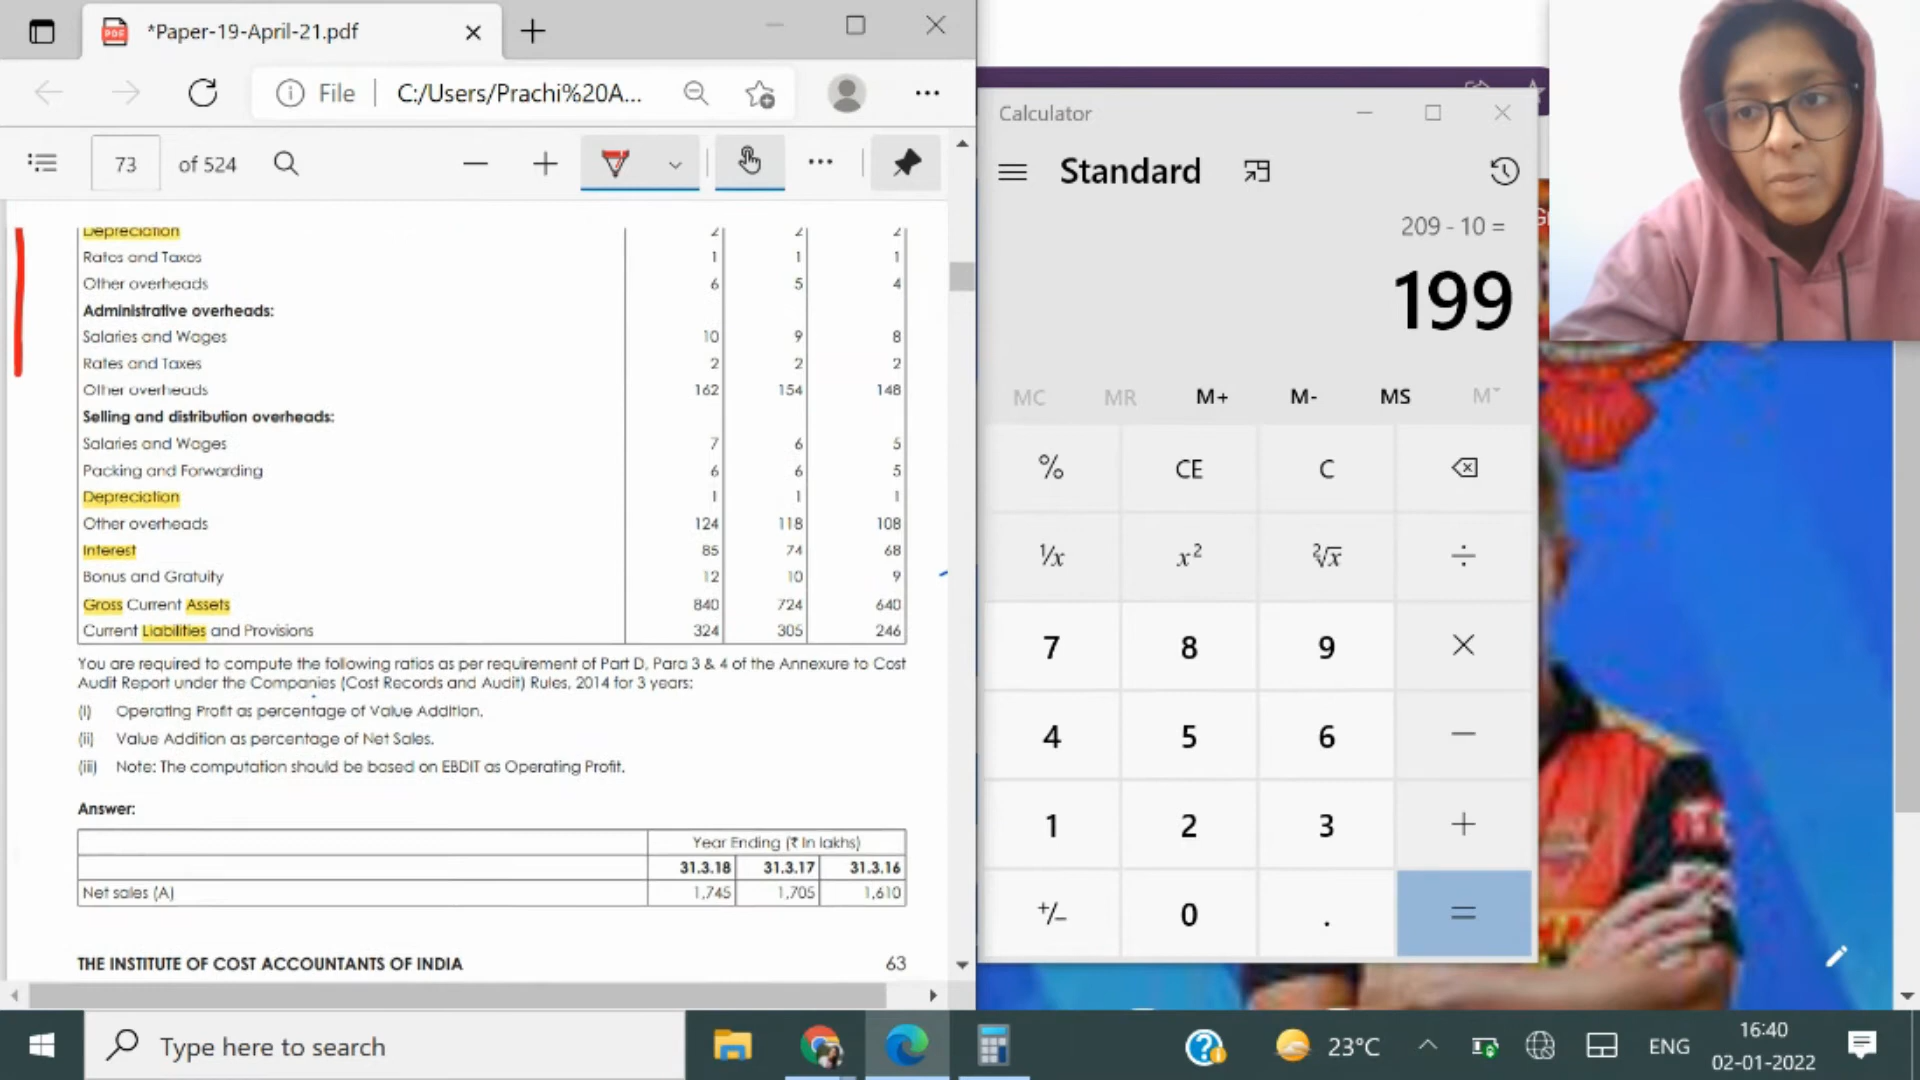 *Paper-19-April-21.pdf
File
C:/Users/Prachi%20A...
73 of 524
Depreciation 2 2 2
Rates and Taxes 1 1 1
Other overheads 6 5 4
Administrative overheads:
Salaries and Wages 10 9 8
Rates and Taxes 2 2 2
Other overheads 162 154 148
Selling and distribution overheads:
Salaries and Wages 7 6 5
Packing and Forwarding 6 6 5
Depreciation 1 1 1
Other overheads 124 118 108
Interest 85 74 68
Bonus and Gratuity 12 10 9
Gross Current Assets 840 724 640
Current Liabilities and Provisions 324 305 246
You are required to compute the following ratios as per requirement of Part D, Para 3 & 4 of the Annexure to Cost
Audit Report under the Companies (Cost Records and Audit) Rules, 2014 for 3 years:
(i) Operating Profit as percentage of Value Addition.
(ii) Value Addition as percentage of Net Sales.
(iii) Note: The computation should be based on EBDIT as Operating Profit.
Answer:
Year Ending (₹ In lakhs)
31.3.18 31.3.17 31.3.16
Net sales (A) 1,745 1,705 1,610
THE INSTITUTE OF COST ACCOUNTANTS OF INDIA 63
Calculator
Standard
209 - 10 =
199
MC MR M+ M- MS M˅
% CE C
⅟x x² ²√x ÷
7 8 9 ×
4 5 6 −
1 2 3 +
+/− 0 . =
Type here to search
23°C
ENG
16:40
02-01-2022